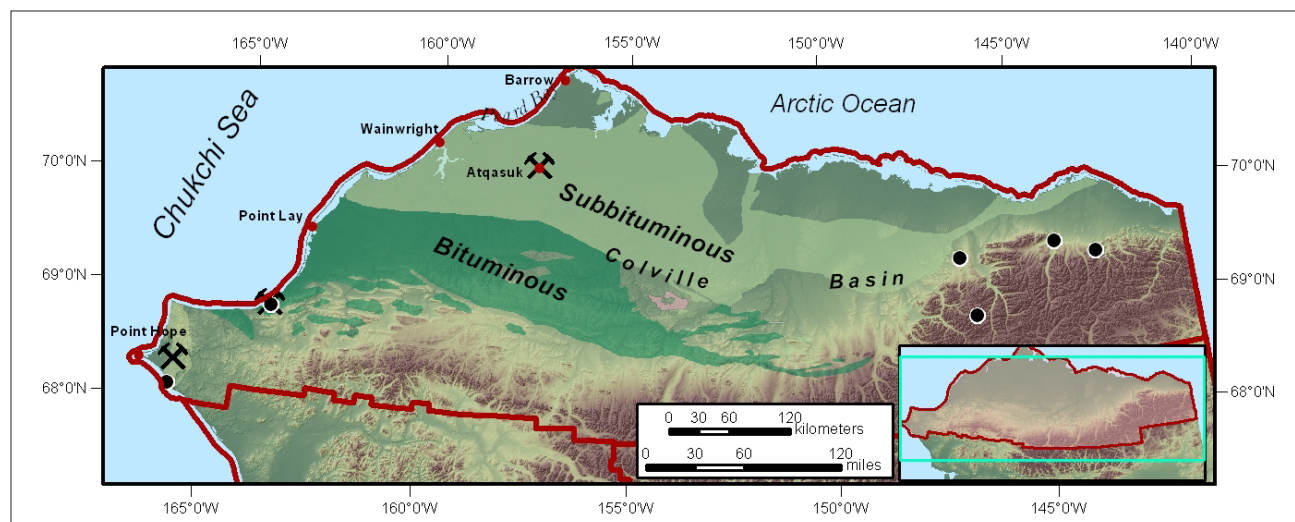 165°0'W 160°0'W 155°0'W 150°0'W 145°0'W 140°0'W
Barrow
Arctic Ocean
Chukchi Sea
Wainwright
70°0'N
70°0'N
Atqasuk
Subbituminous
Point Lay
Bituminous
Colville Basin
69°0'N
69°0'N
Point Hope
68°0'N
68°0'N
0 30 60 120
kilometers
0 30 60 120
miles
165°0'W 160°0'W 155°0'W 150°0'W 145°0'W